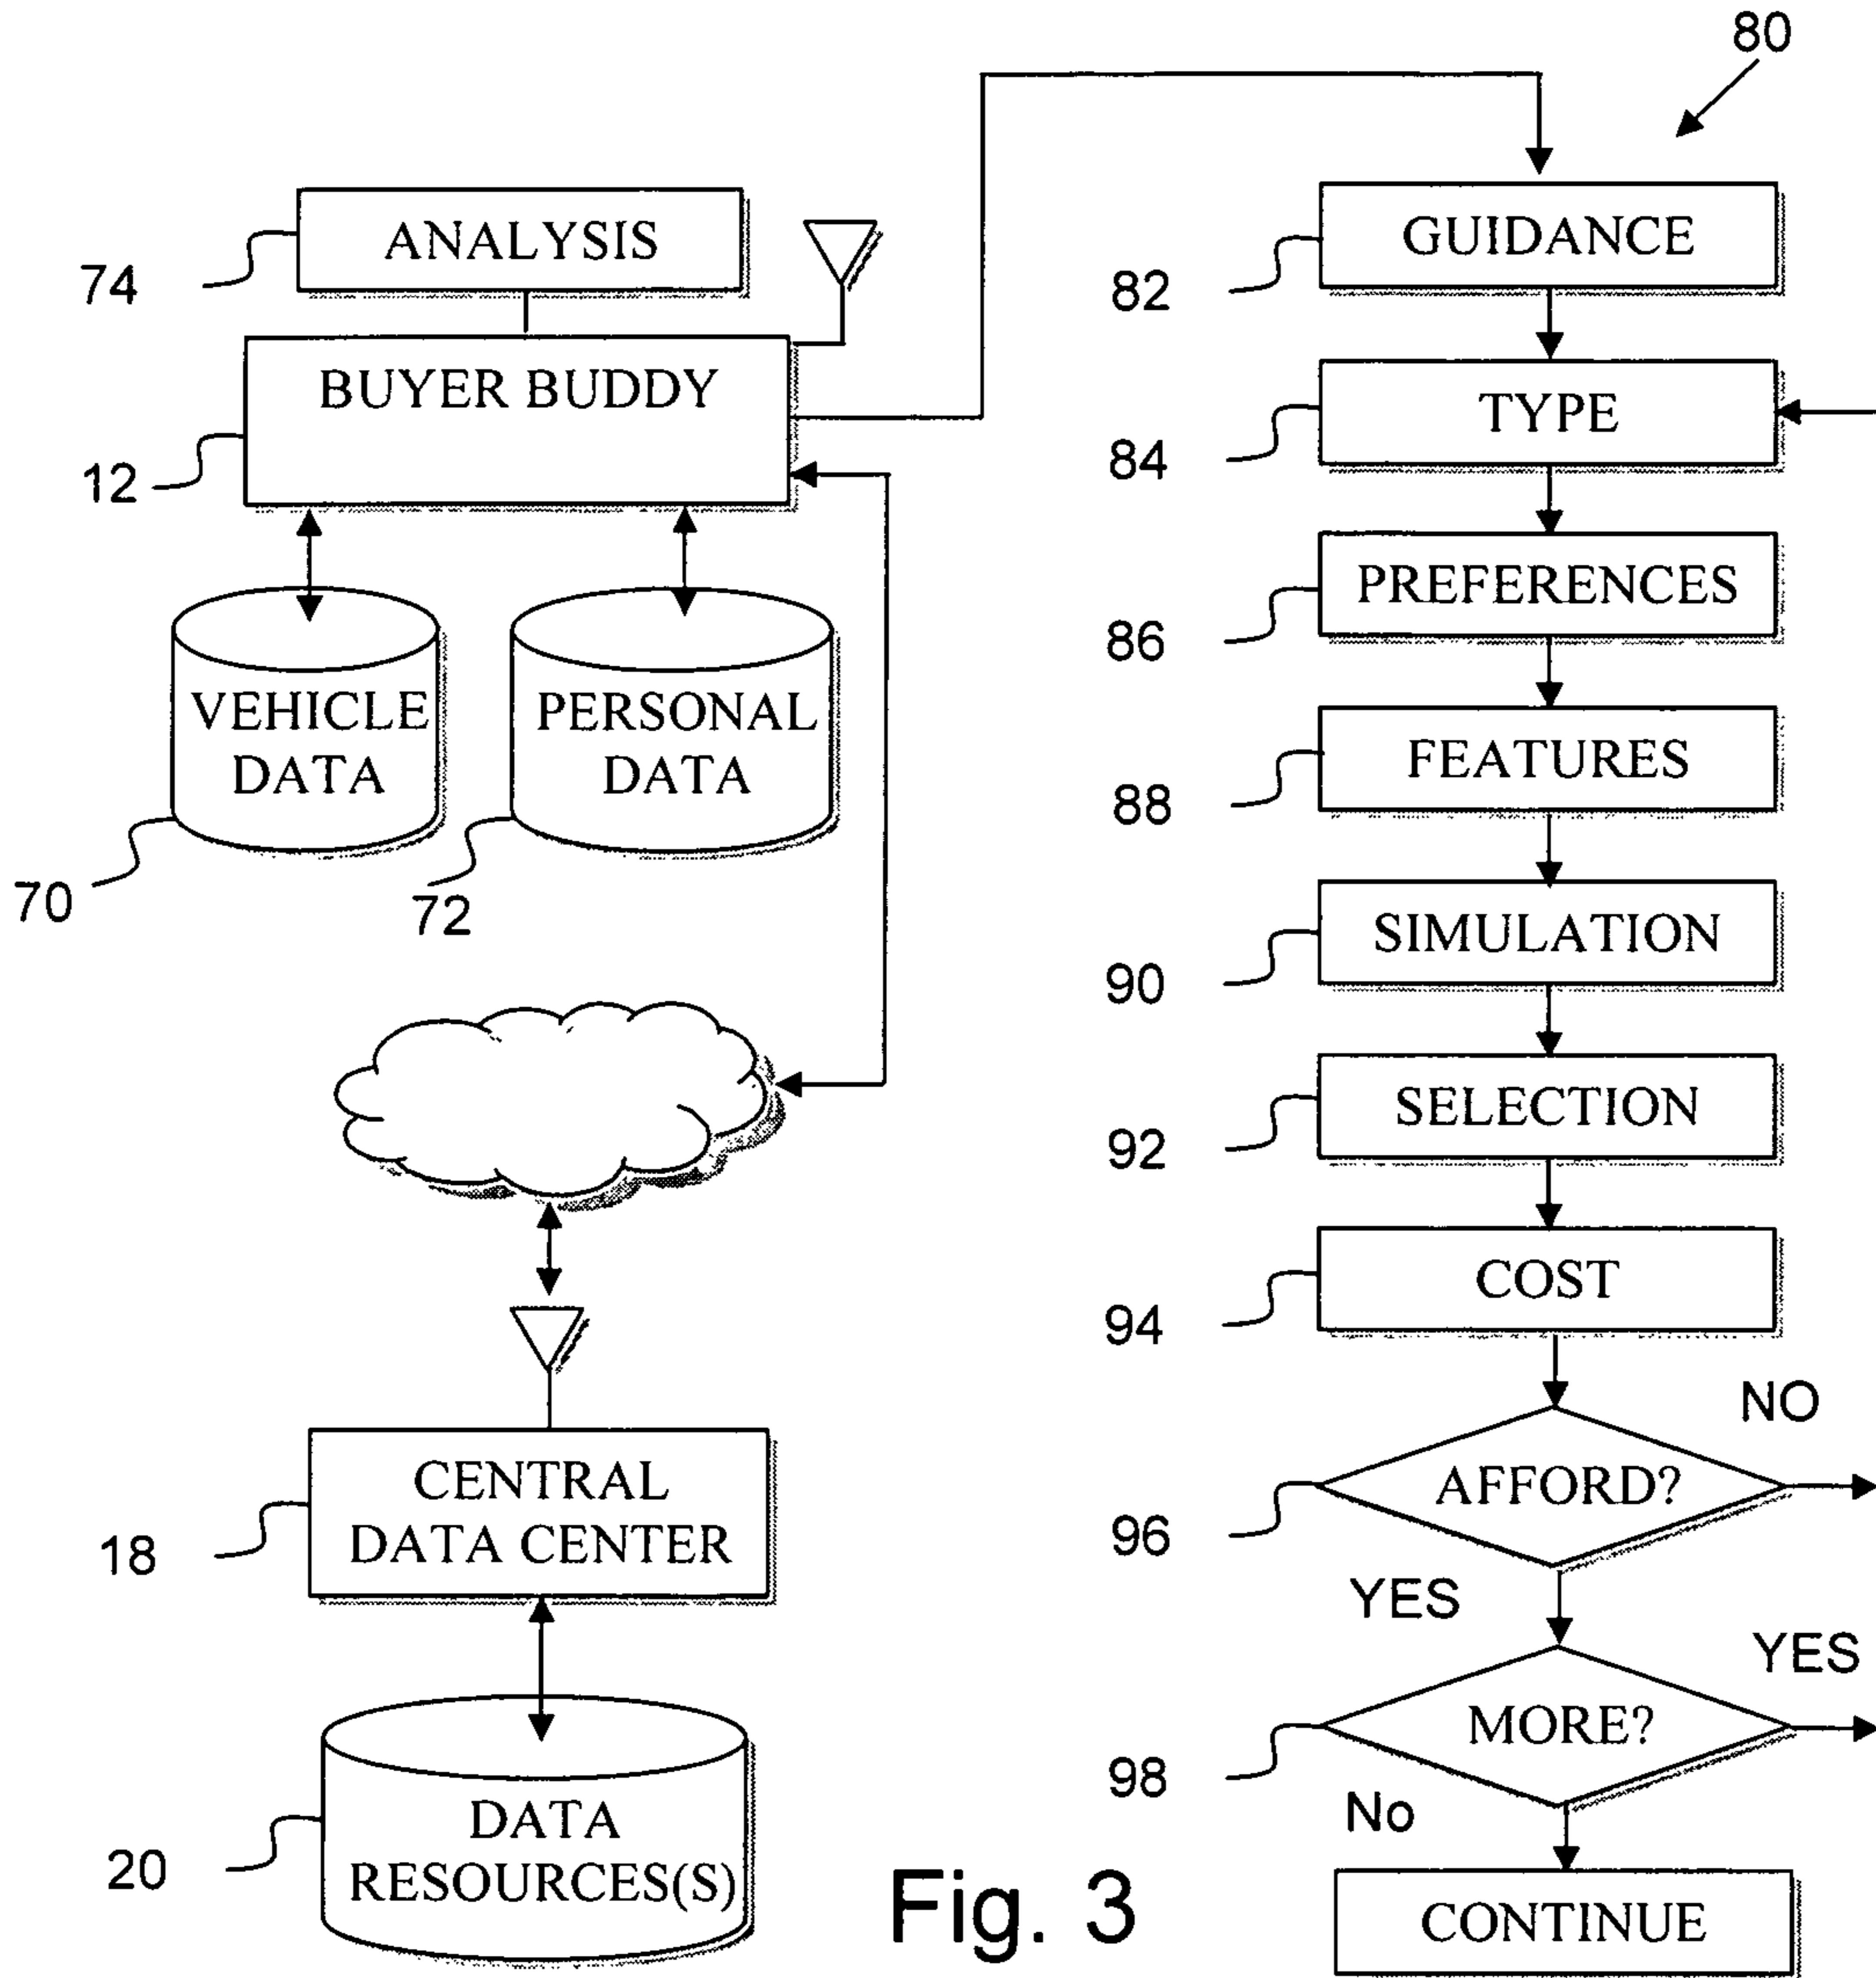 80
ANALYSIS
74
BUYER BUDDY
12
VEHICLE
DATA
70
PERSONAL
DATA
72
CENTRAL
DATA CENTER
18
DATA
RESOURCES(S)
20
GUIDANCE
82
TYPE
84
PREFERENCES
86
FEATURES
88
SIMULATION
90
SELECTION
92
COST
94
NO
AFFORD?
96
YES
YES
MORE?
98
No
CONTINUE
Fig. 3